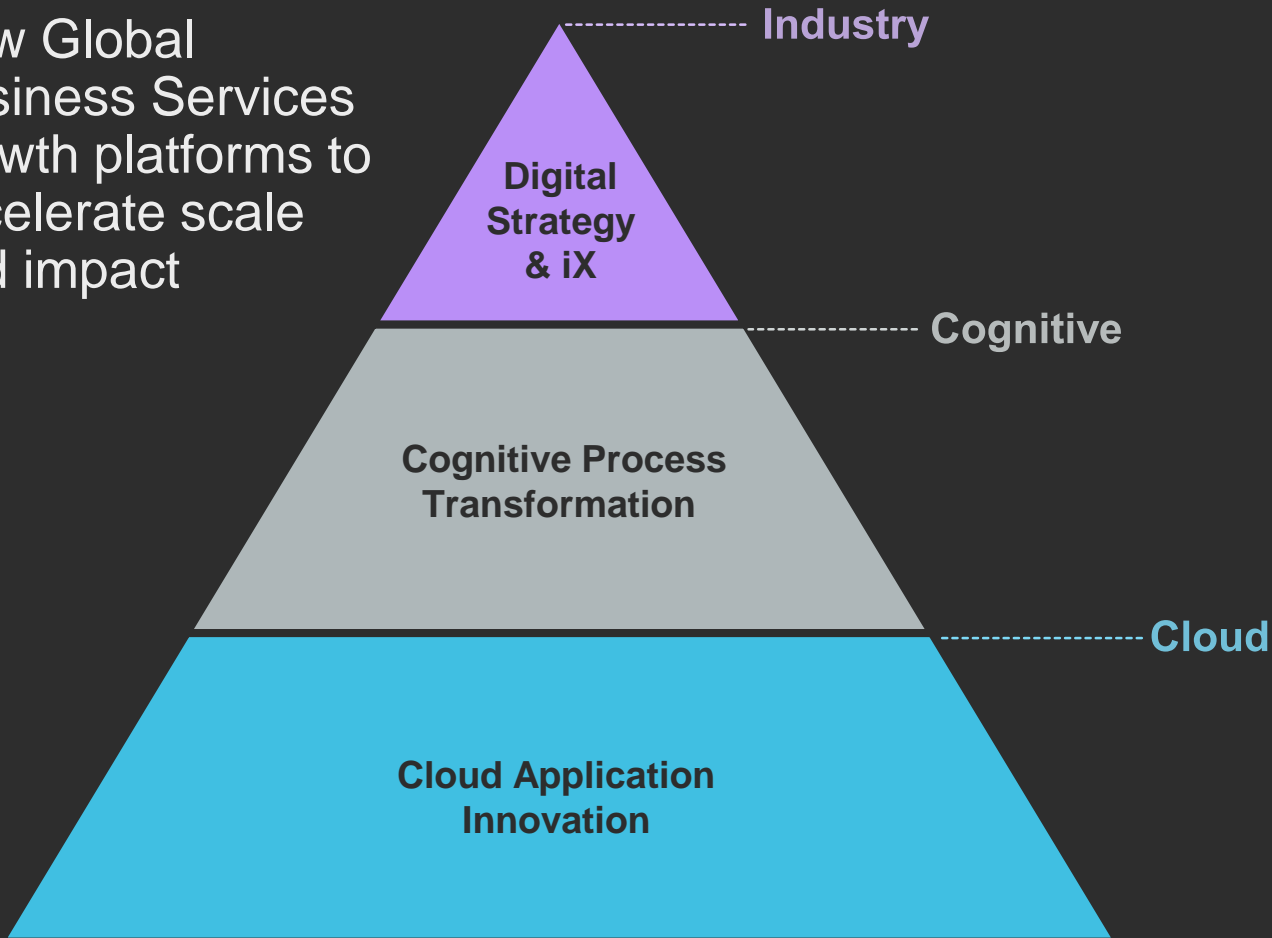 w Global
siness Services
wth platforms to
celerate scale
d impact
Industry
Digital
Strategy
& iX
Cognitive
Cognitive Process
Transformation
Cloud
Cloud Application
Innovation